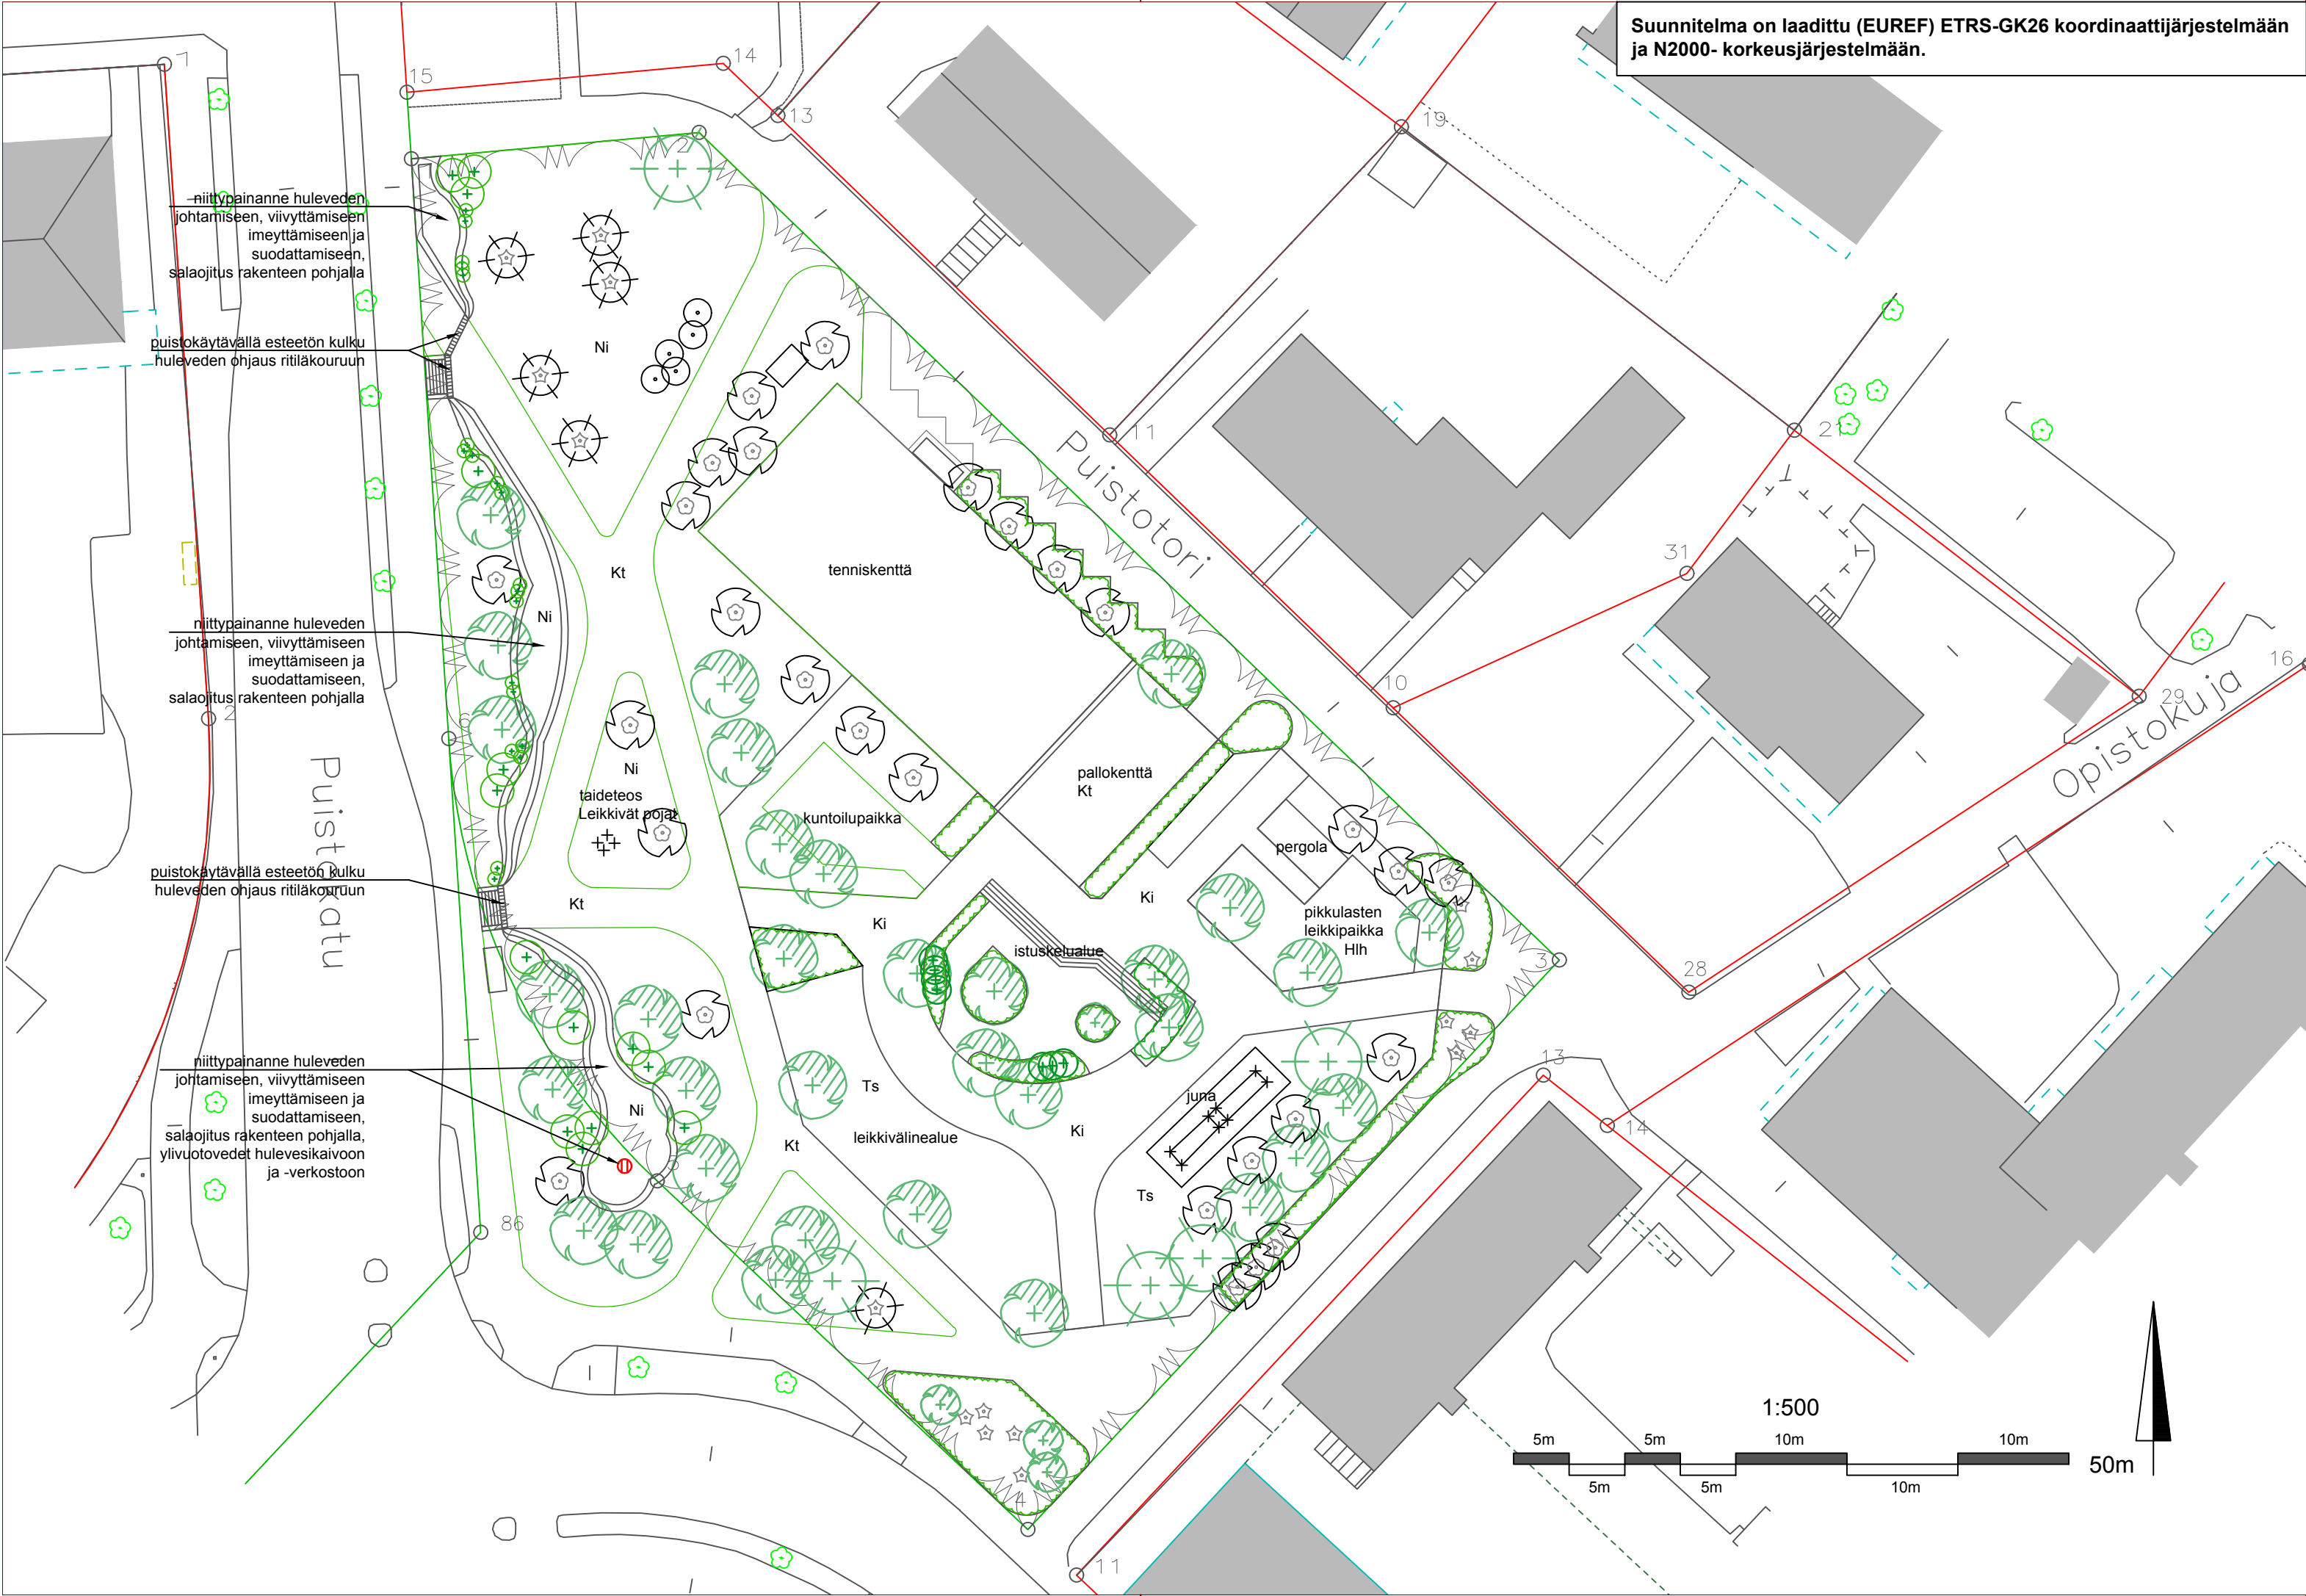 Suunnitelma on laadittu (EUREF) ETRS-GK26 koordinaattijärjestelmään
ja N2000- korkeusjärjestelmään.
7
15
14
13
2
19
niittypainanne huleveden
johtamiseen, viivyttämiseen
imeyttämiseen ja
suodattamiseen,
salaojitus rakenteen pohjalla
puistokäytävällä esteetön kulku
huleveden ohjaus ritiläkouruun
Ni
11
21
Puistotori
tenniskenttä
Kt
31
Ni
niittypainanne huleveden
johtamiseen, viivyttämiseen
imeyttämiseen ja
suodattamiseen,
salaojitus rakenteen pohjalla
2
6
10
16
29
Opistokuja
Puistokatu
Ni
taideteos
Leikkivät pojat
pallokenttä
Kt
kuntoilupaikka
pergola
puistokäytävällä esteetön kulku
huleveden ohjaus ritiläkouruun
Kt
Ki
Ki
pikkulasten
leikkipaikka
Hlh
istuskelualue
3
28
niittypainanne huleveden
johtamiseen, viivyttämiseen
imeyttämiseen ja
suodattamiseen,
salaojitus rakenteen pohjalla,
ylivuotovedet hulevesikaivoon
ja -verkostoon
Ni
Ts
juna
13
14
Kt
leikkivälinealue
Ki
5
Ts
86
4
11
1:500
5m
5m
10m
10m
5m
5m
10m
50m